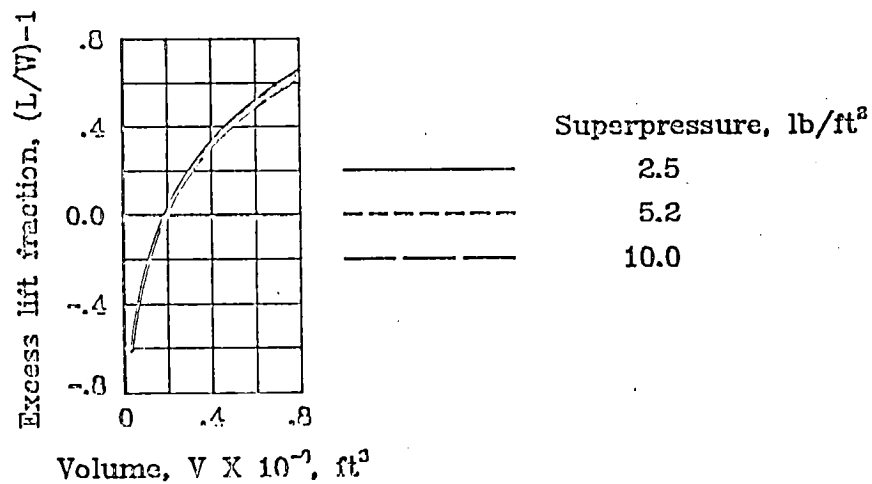 Excess lift fraction, (L/W)-1
.8
.4
0.0
-.4
-.8
0 .4 .8
Volume, V X 10 , ft³
Superpressure, lb/ft²
2.5
5.2
10.0